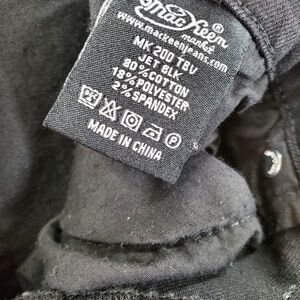 Mac Keen®
market
www.mackeenjeans.com
MK 200 TBV
JET BLK
80%COTTON
18%POLYESTER
2%SPANDEX
MADE IN CHINA